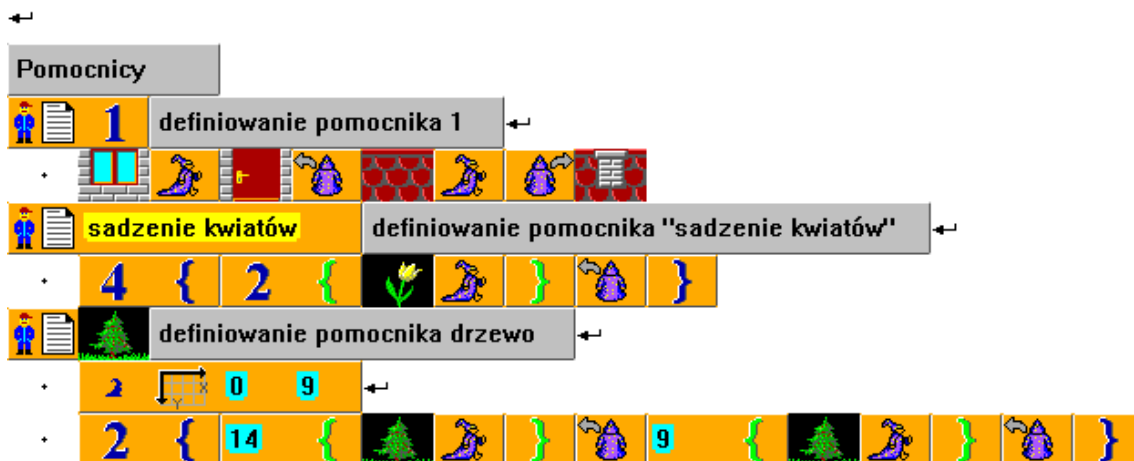 Pomocnicy
1 definiowanie pomocnika 1
sadzenie kwiatów definiowanie pomocnika "sadzenie kwiatów"
4 { 2 { } }
definiowanie pomocnika drzewo
X Y 0 9
2 { 14 { } 9 { } }